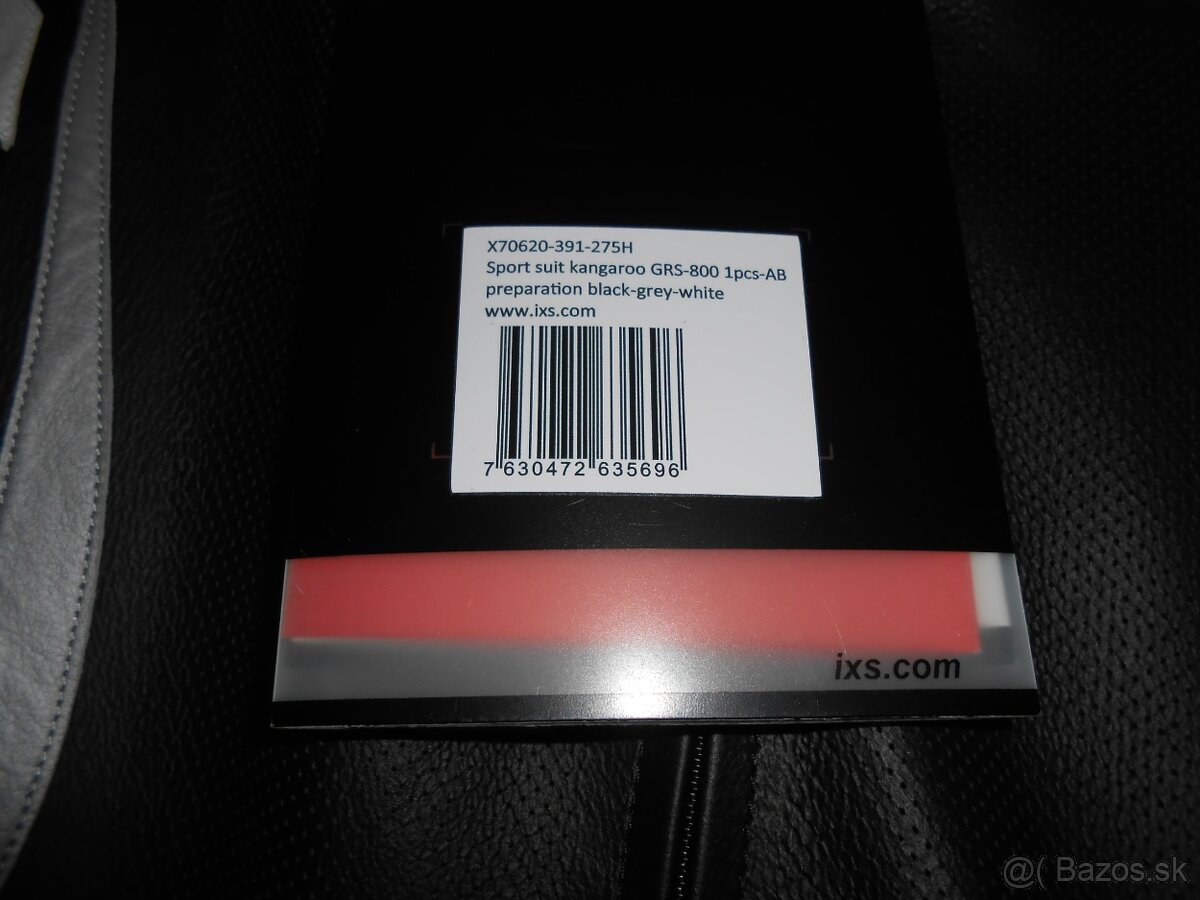 X70620-391-275H
Sport suit kangaroo GRS-800 1pcs-AB
preparation black-grey-white
www.ixs.com
7 630472 635696
ixs.com
@( Bazos.sk